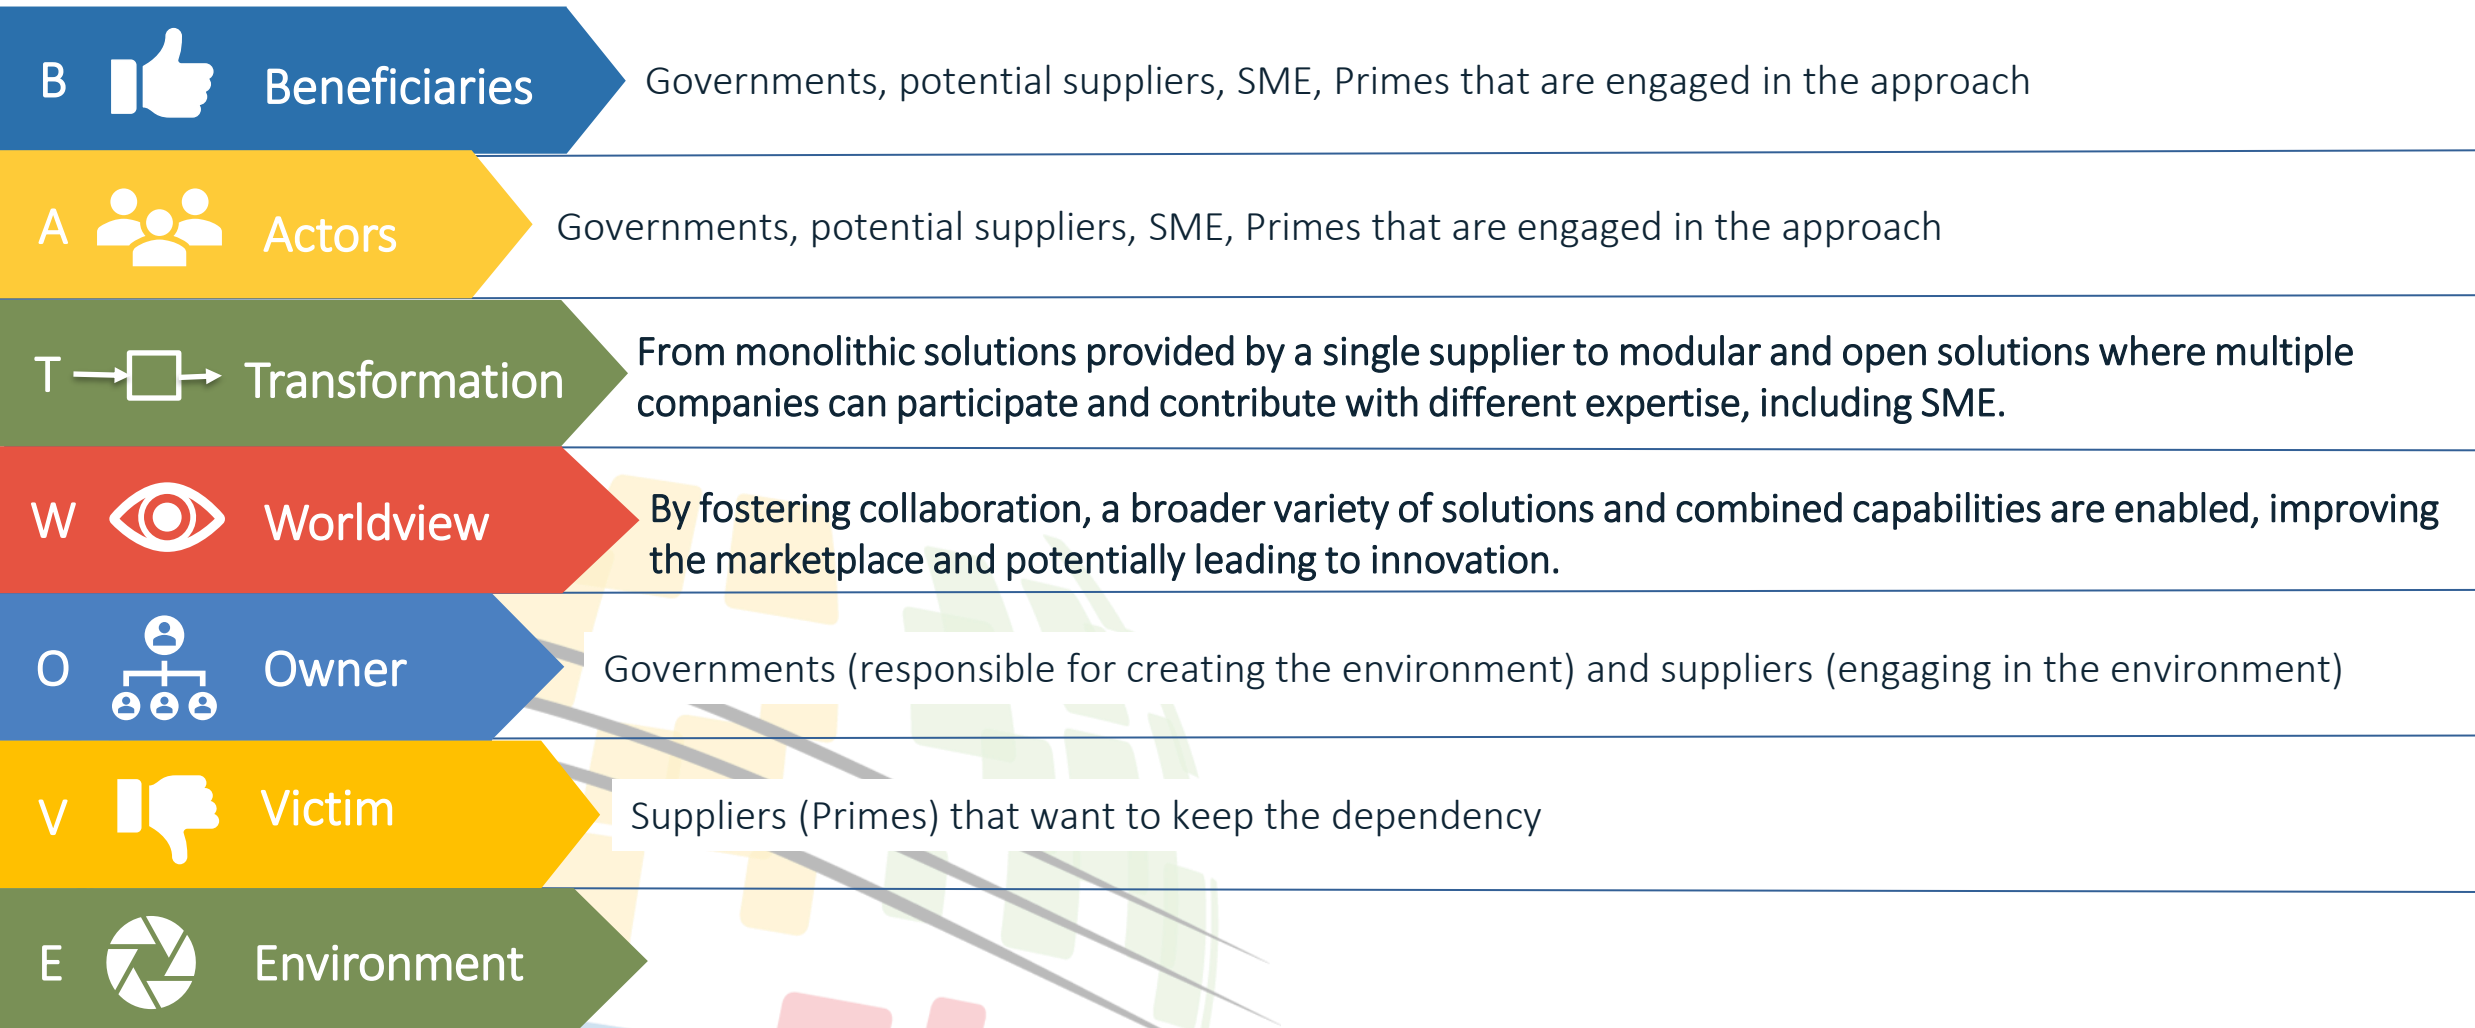 B Beneficiaries Governments, potential suppliers, SME, Primes that are engaged in the approach
A Actors Governments, potential suppliers, SME, Primes that are engaged in the approach
T Transformation
From monolithic solutions provided by a single supplier to modular and open solutions where multiple
companies can participate and contribute with different expertise, including SME.
W Worldview
By fostering collaboration, a broader variety of solutions and combined capabilities are enabled, improving
the marketplace and potentially leading to innovation.
O Owner Governments (responsible for creating the environment) and suppliers (engaging in the environment)
V Victim Suppliers (Primes) that want to keep the dependency
E Environment